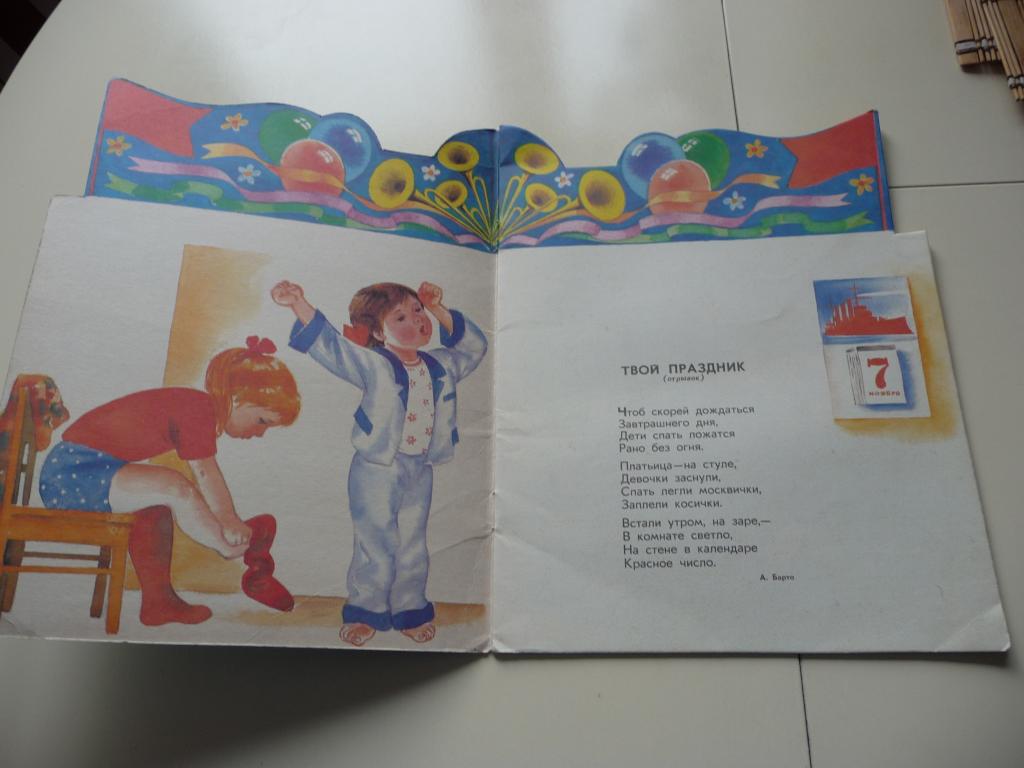 ТВОЙ ПРАЗДНИК
(отрывок)
Чтоб скорей дождаться
Завтрашнего дня,
Дети спать ложатся
Рано без огня.
Платьица—на стуле,
Девочки заснули,
Спать легли москвички,
Заплели косички.
Встали утром, на заре,—
В комнате светло,
На стене в календаре
Красное число.
А. Барто
7
НОЯБРЯ